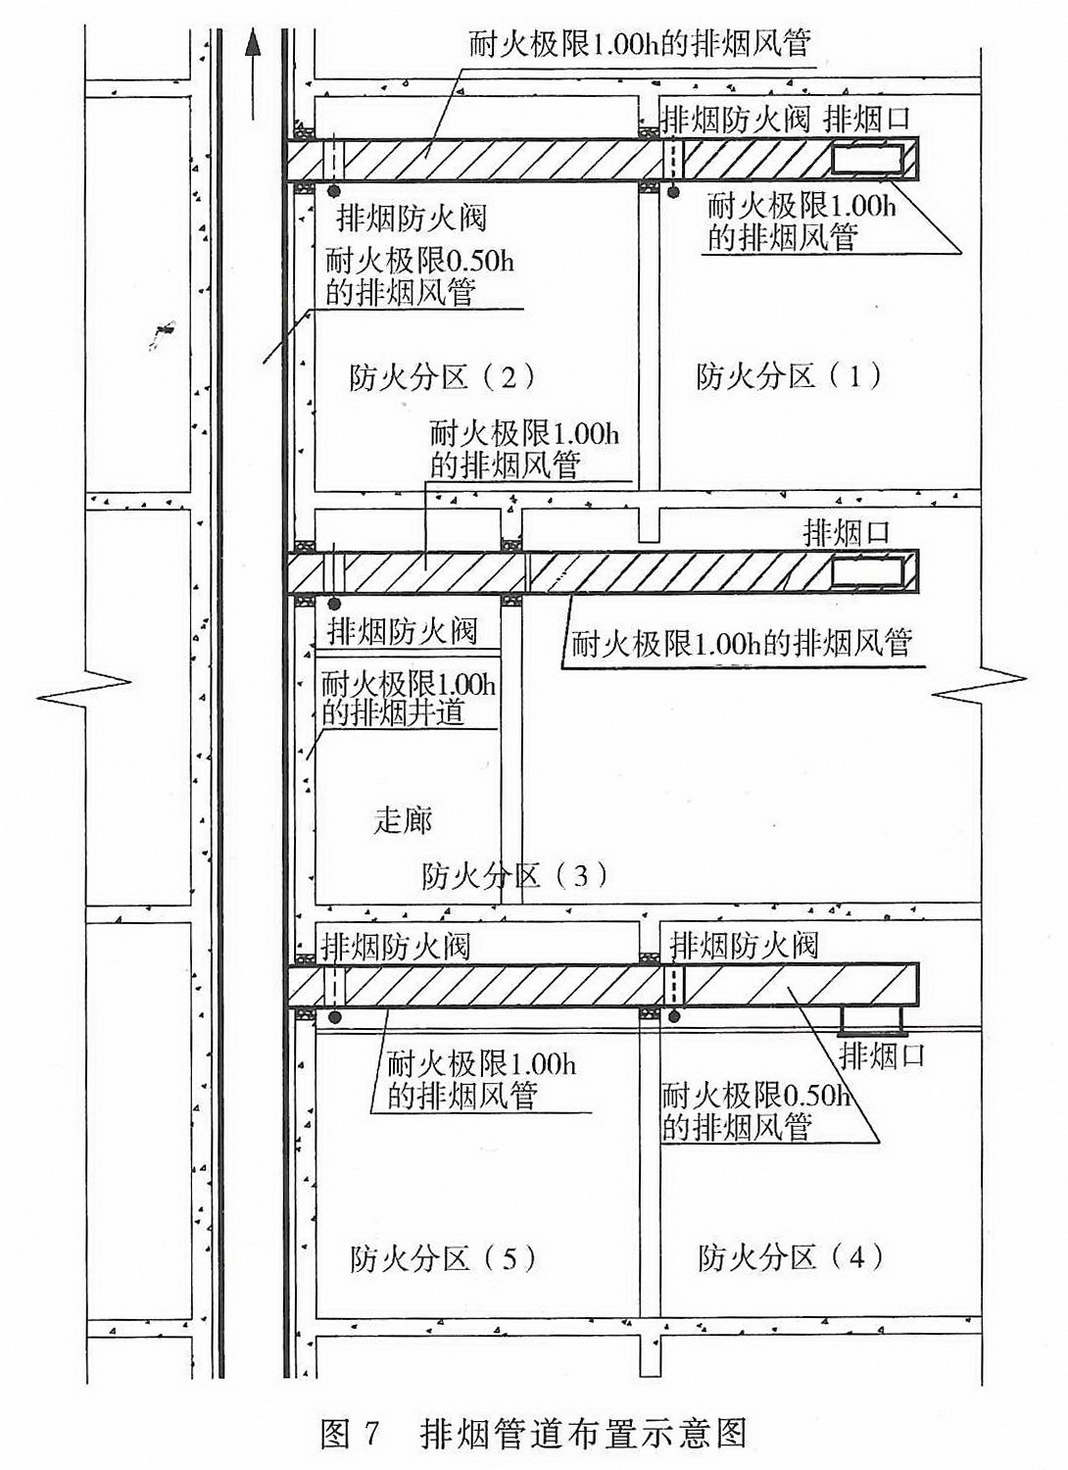 耐火极限1.00h的排烟风管
排烟防火阀 排烟口
耐火极限1.00h
的排烟风管
排烟防火阀
耐火极限0.50h
的排烟风管
防火分区（2）
防火分区（1）
耐火极限1.00h
的排烟风管
排烟口
排烟防火阀
耐火极限1.00h的排烟风管
耐火极限1.00h
的排烟井道
走廊
防火分区（3）
排烟防火阀
排烟防火阀
排烟口
耐火极限1.00h
的排烟风管
耐火极限0.50h
的排烟风管
防火分区（5）
防火分区（4）
图 7 排烟管道布置示意图